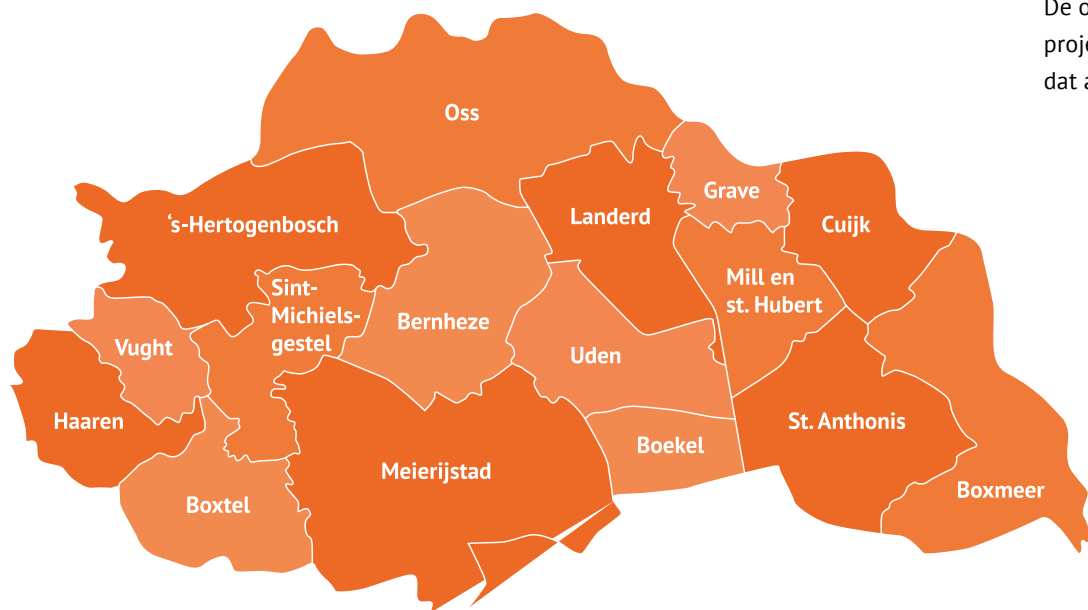 De o
proje
dat a
Oss
Grave
Landerd
‘s-Hertogenbosch
Cuijk
Mill en
st. Hubert
Sint-
Michiels-
gestel
Bernheze
Vught
Uden
Haaren
St. Anthonis
Boekel
Meierijstad
Boxmeer
Boxtel